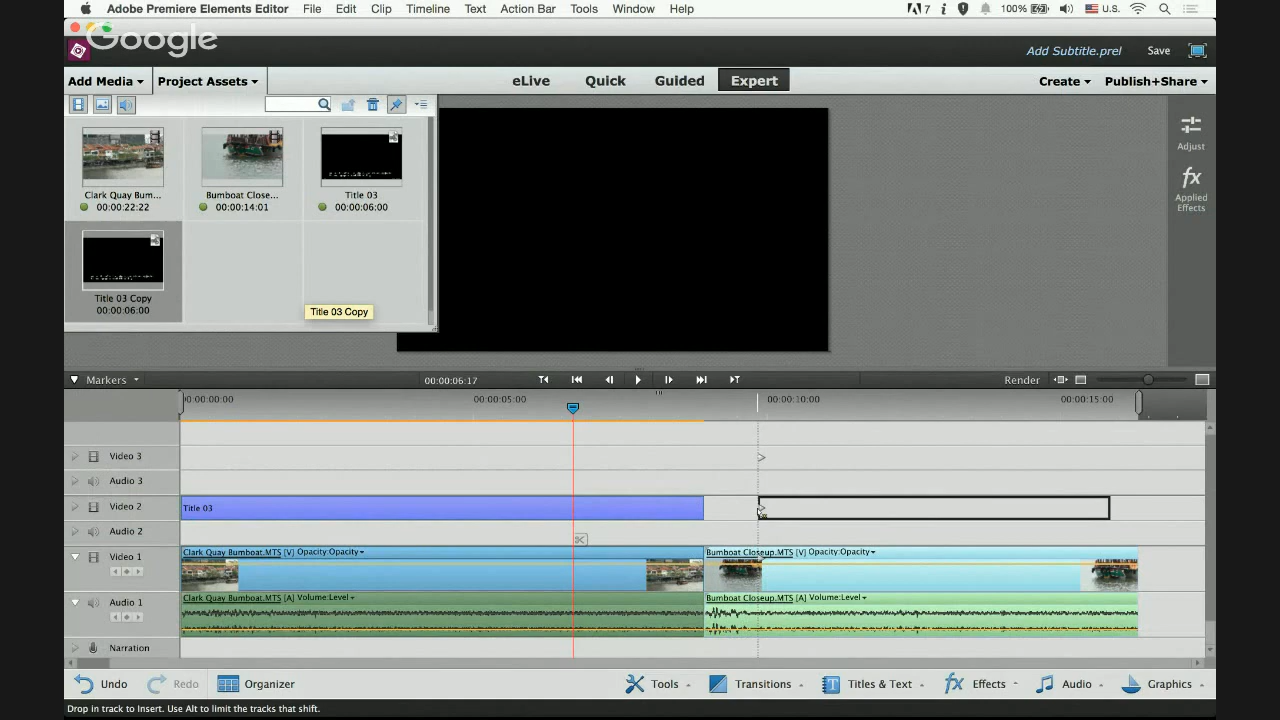 Adobe Premiere Elements Editor File Edit Clip Timeline Text Action Bar Tools Window Help 7 100% U.S.
Google
Add Subtitle.prel Save
Add Media Project Assets eLive Quick Guided Expert Create Publish+Share
Adjust
fx
Applied Effects
Clark Quay Bum... Bumboat Close... Title 03
00:00:22:22 00:00:14:01 00:00:06:00
Title 03 Copy
00:00:06:00
Title 03 Copy
Markers 00:00:06:17 Render
00:00:00:00 00:00:05:00 00:00:10:00 00:00:15:00
Video 3
Audio 3
Video 2 Title 03
Audio 2
Video 1 Clark Quay Bumboat.MTS [V] Opacity:Opacity Bumboat Closeup.MTS [V] Opacity:Opacity
Audio 1 Clark Quay Bumboat.MTS [A] Volume:Level Bumboat Closeup.MTS [A] Volume:Level
Narration
Undo Redo Organizer Tools Transitions T Titles & Text fx Effects Audio Graphics
Drop in track to Insert. Use Alt to limit the tracks that shift.